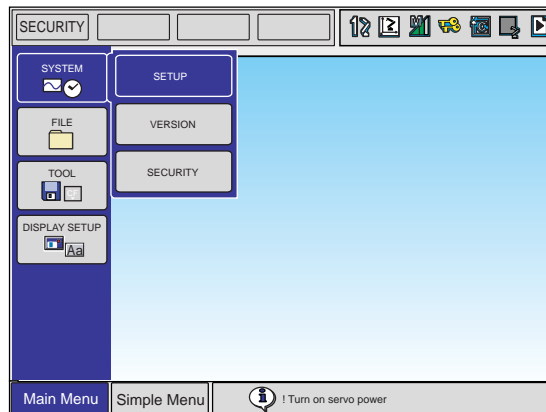 SECURITY
SYSTEM
SETUP
FILE
VERSION
TOOL
SECURITY
DISPLAY SETUP
Aa
Main Menu
Simple Menu
! Turn on servo power